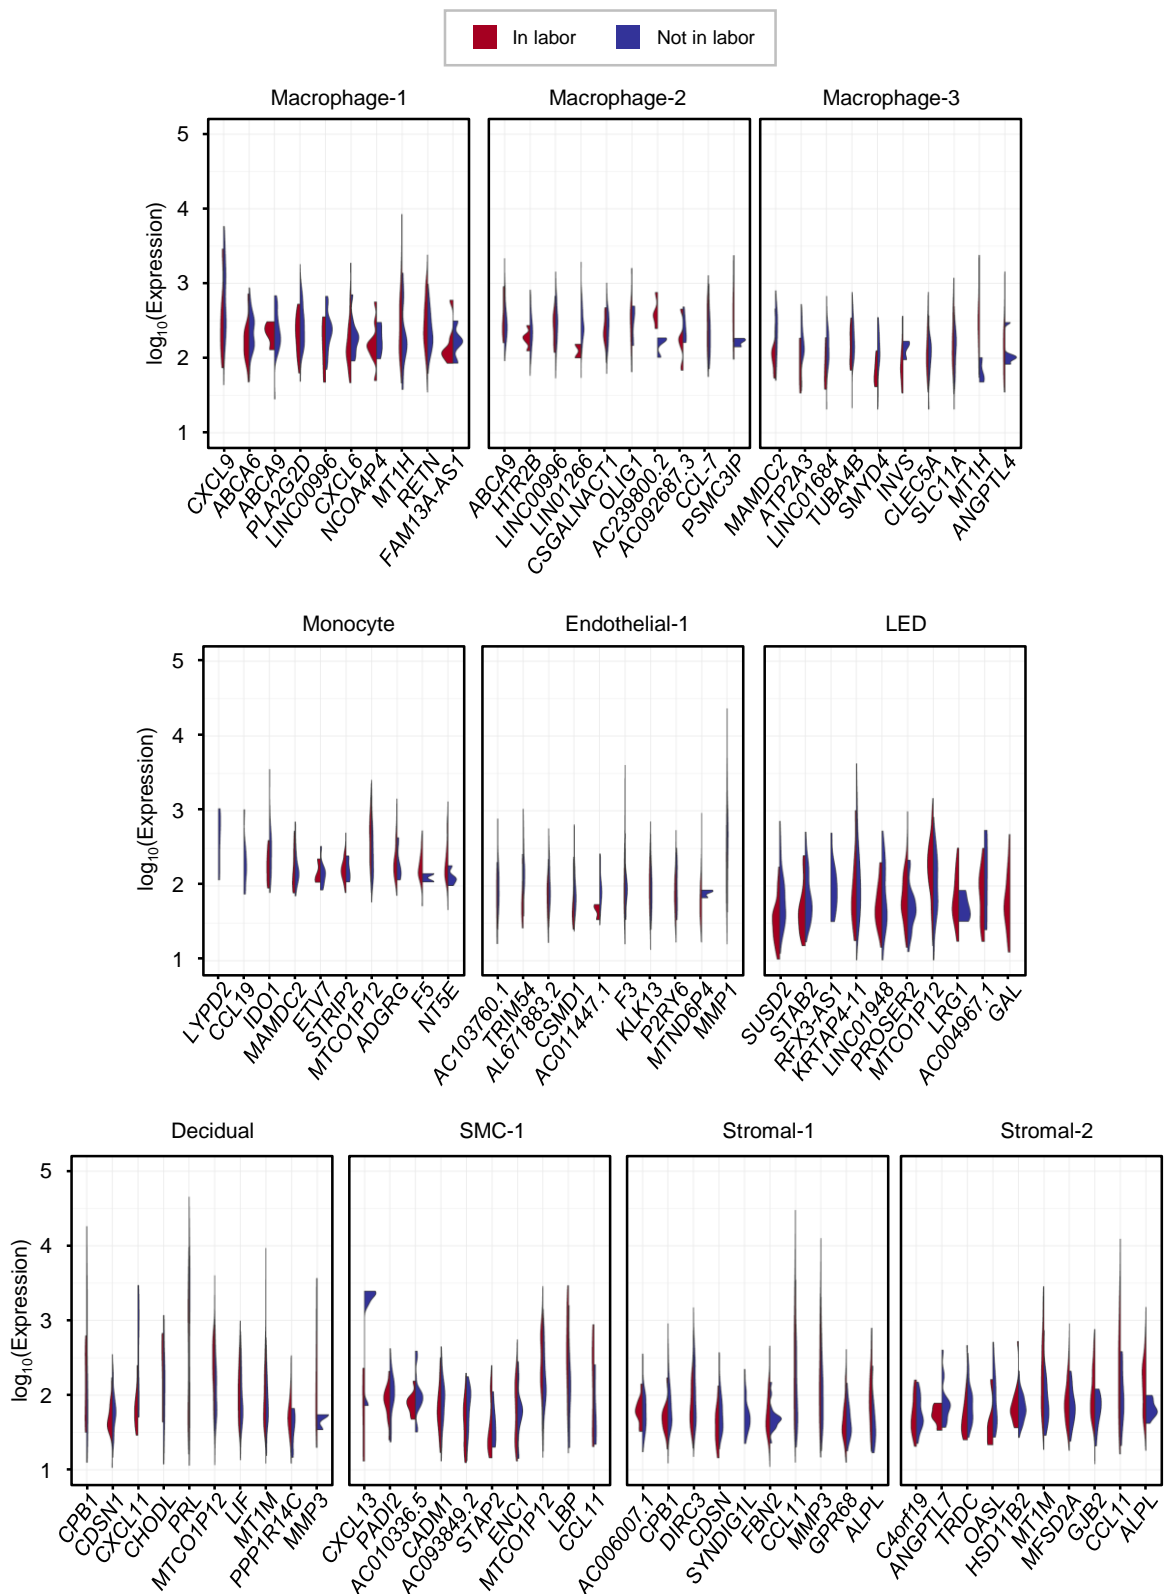 In labor
Not in labor
Macrophage-1
Macrophage-2
Macrophage-3
log10(Expression)
5
4
3
2
1
CXCL9
ABCA6
ABCA9
PLA2G2D
LINC00996
CXCL6
NCOA4P4
MT1H
RETN
FAM13A-AS1
ABCA9
HTR2B
LINC00996
LIN01266
CSGALNACT1
OLIG1
AC239800.2
AC092687.3
CCL-7
PSMC3IP
MAMDC2
ATP2A3
LINC01684
TUBA4B
SMYD4
INVS
CLEC5A
SLC11A
MT1H
ANGPTL4
Monocyte
Endothelial-1
LED
log10(Expression)
5
4
3
2
1
LYPD2
CCL19
IDO1
MAMDC2
ETV7
STRIP2
MTCO1P12
ADGRG
F5
NT5E
AC103760.1
TRIM54
AL671883.2
CSMD1
AC011447.1
F3
KLK13
P2RY6
MTND6P4
MMP1
SUSD2
STAB2
RFX3-AS1
KRTAP4-11
LINC01948
PROSER2
MTCO1P12
LRG1
AC004967.1
GAL
Decidual
SMC-1
Stromal-1
Stromal-2
log10(Expression)
5
4
3
2
1
CPB1
CDSN1
CXCL11
CHODL
PRL
MTCO1P12
LIF
MT1M
PPP1R14C
MMP3
CXCL13
PADI2
AC010336.5
CADM1
AC093849.2
STAP2
ENC1
MTCO1P12
LBP
CCL11
AC006007.1
CPB1
DIRC3
CDSN
SYNDIG1L
FBN2
CCL11
MMP3
GPR68
ALPL
C4orf19
ANGPTL7
TRDC
OASL
HSD11B2
MT1M
MFSD2A
GJB2
CCL11
ALPL